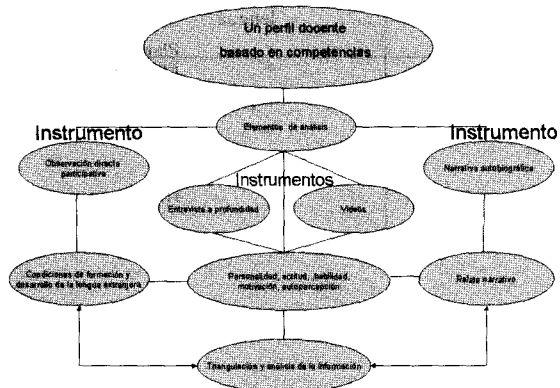 Un perfil docente
basado en competencias
Elementos de análisis
Instrumento
Instrumento
Observación directa
participativa
Narrativa autobiográfica
Instrumentos
Entrevista a profundidad
Videos
Condiciones de formación y
desarrollo de la lengua extranjera
Personalidad, actitud, habilidad,
motivación, autopercepción
Relato narrativo
Triangulación y análisis de la información